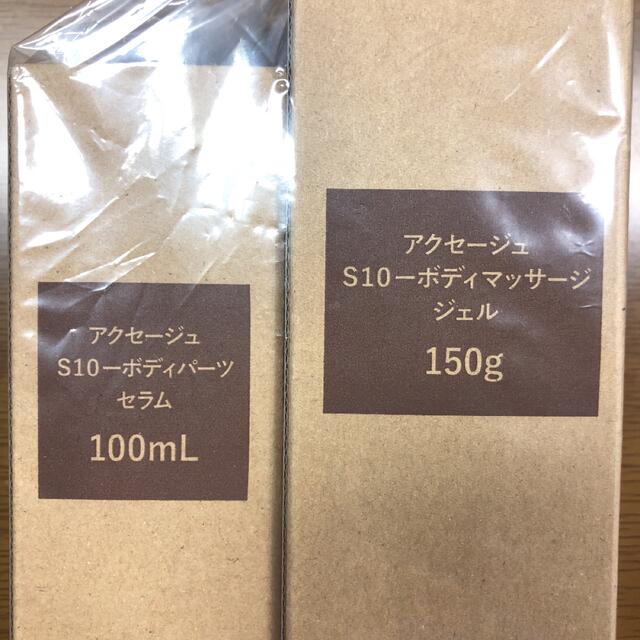 アクセージュ
S10ーボディパーツ
セラム
100mL
アクセージュ
S10ーボディマッサージ
ジェル
150g